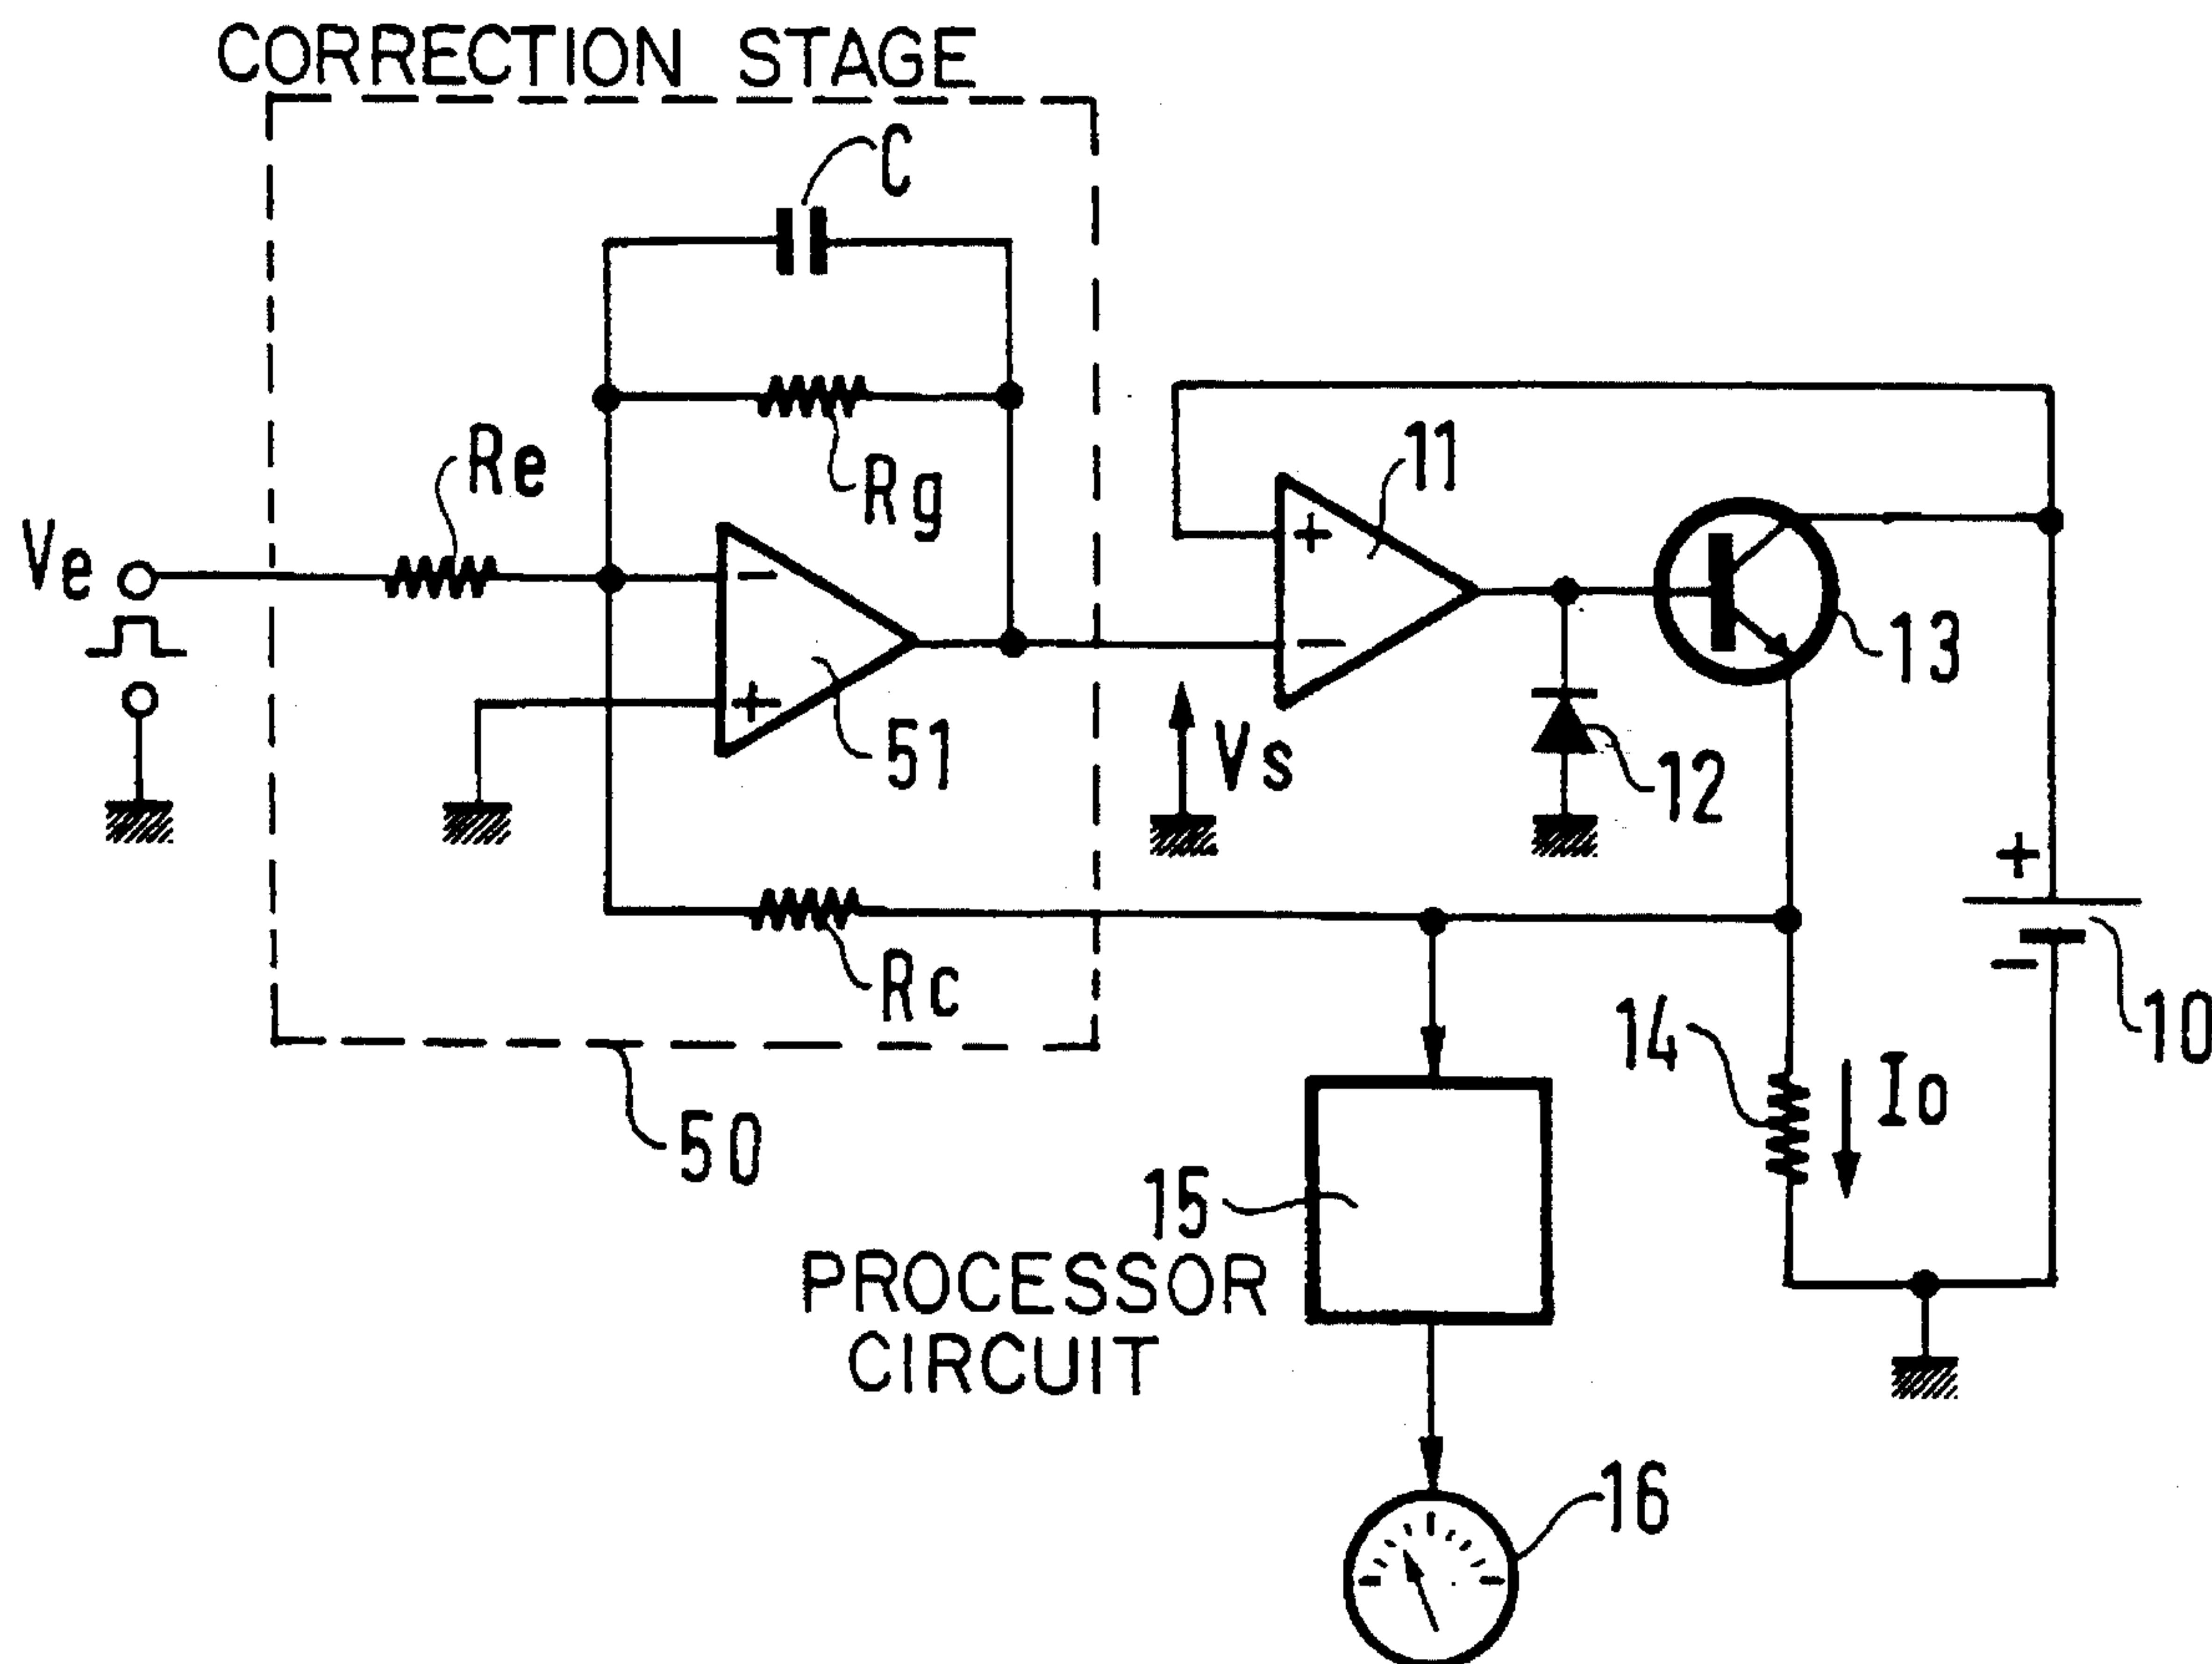 CORRECTION STAGE
C
Re
Rg
11
Ve
−
+
+
−
13
51
Vs
12
+
−
Rc
10
14
Io
50
15
PROCESSOR
CIRCUIT
16